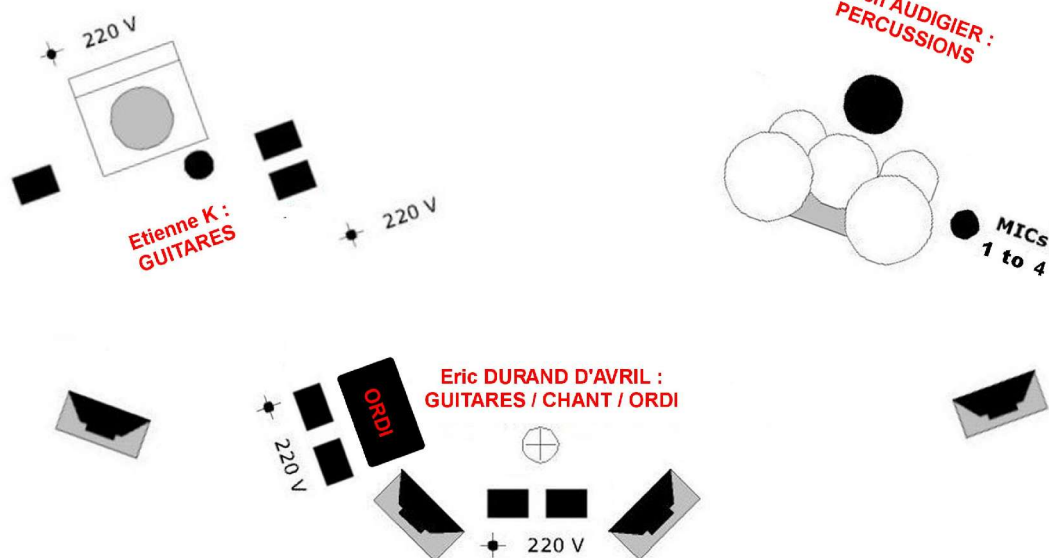 220 V
AUDIGIER :
PERCUSSIONS
Etienne K :
GUITARES
220 V
MICs
1 to 4
Eric DURAND D'AVRIL :
GUITARES / CHANT / ORDI
ORDI
220 V
220 V